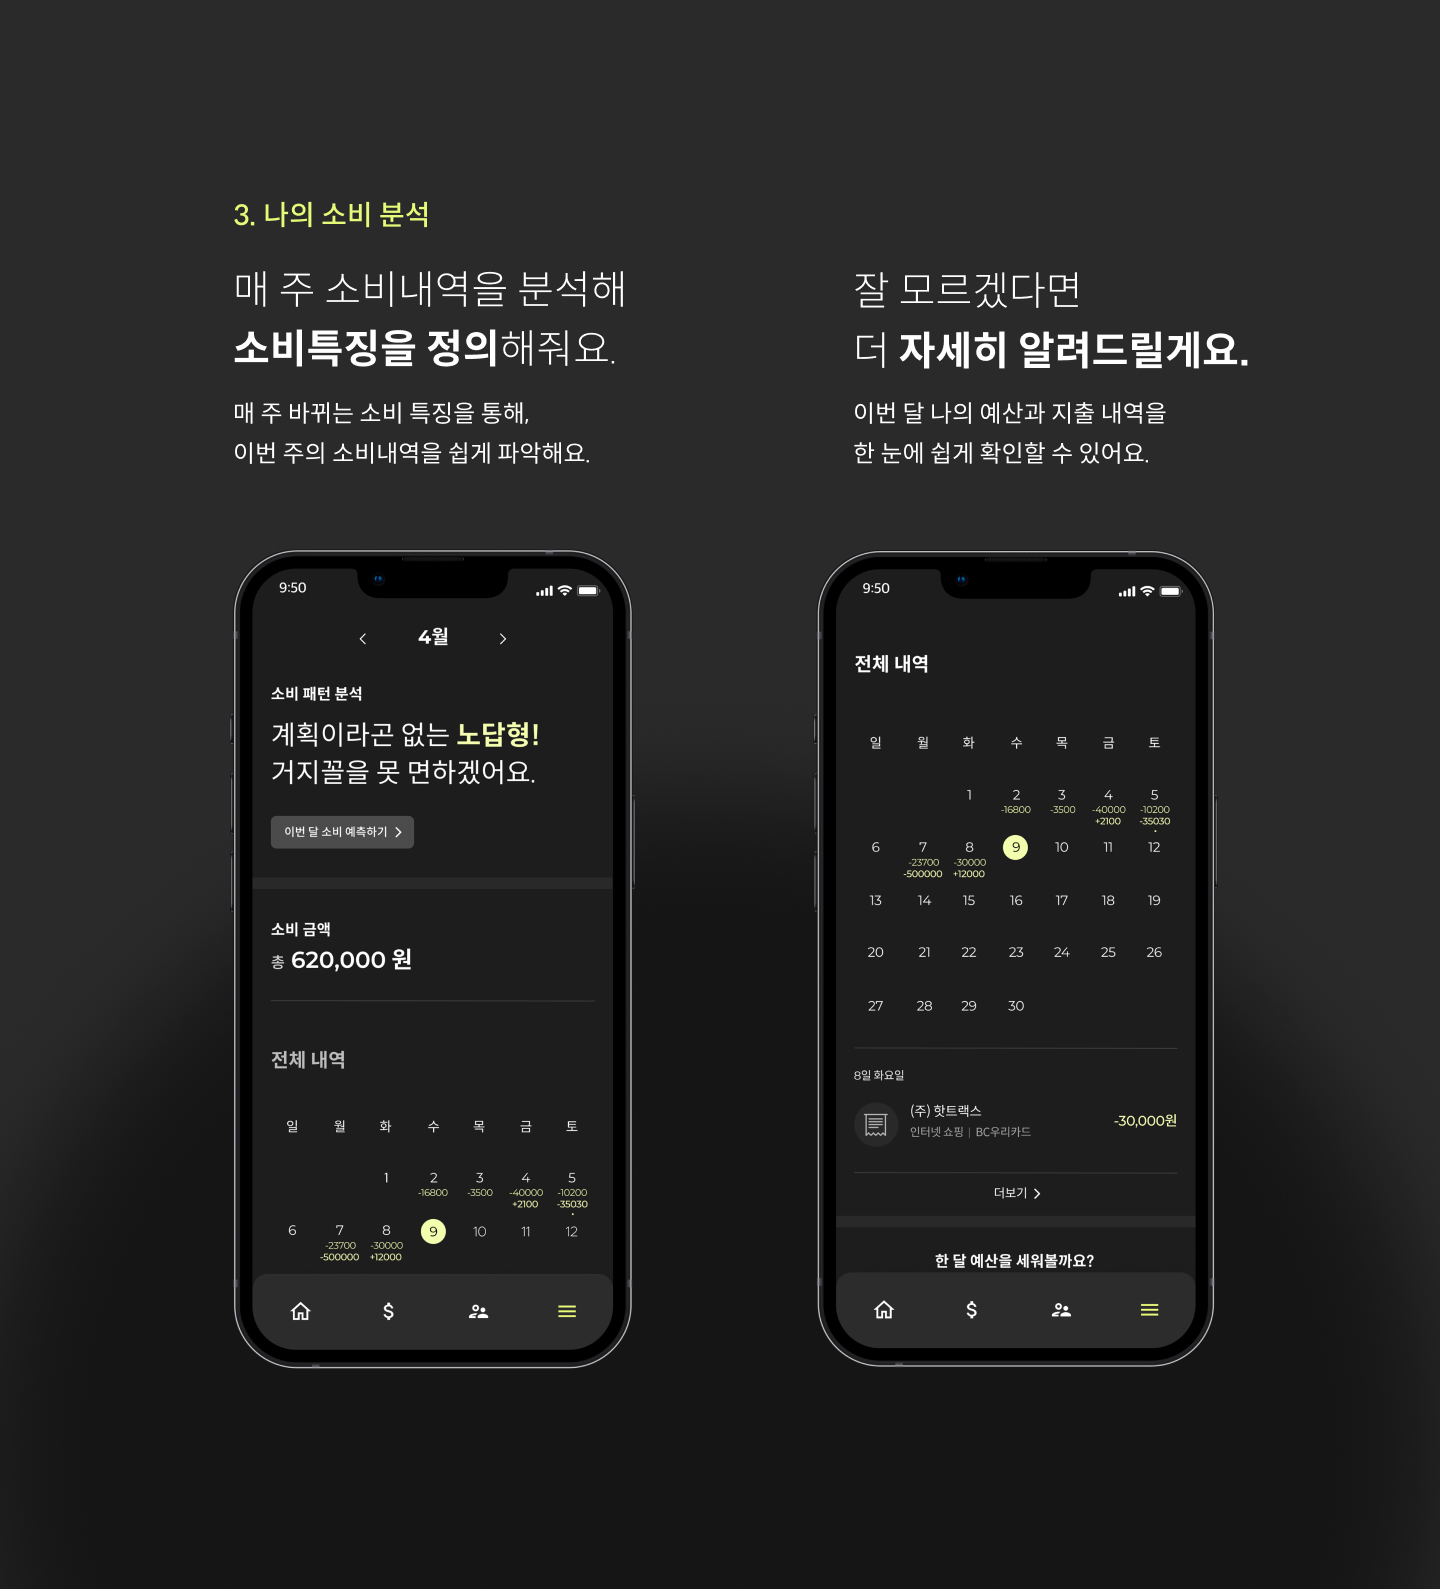 3. 나의 소비 분석
매 주 소비내역을 분석해
소비특징을 정의해줘요.
매 주 바뀌는 소비 특징을 통해,
이번 주의 소비내역을 쉽게 파악해요.
잘 모르겠다면
더 자세히 알려드릴게요.
이번 달 나의 예산과 지출 내역을
한 눈에 쉽게 확인할 수 있어요.
9:50
4월
소비 패턴 분석
계획이라곤 없는 노답형!
거지꼴을 못 면하겠어요.
이번 달 소비 예측하기
소비 금액
총 620,000 원
전체 내역
일 월 화 수 목 금 토
1 2 3 4 5
-16800 -3500 -40000 -10200
+2100 -35030
6 7 8 9 10 11 12
-23700 -30000
-500000 +12000
9:50
전체 내역
일 월 화 수 목 금 토
1 2 3 4 5
-16800 -3500 -40000 -10200
+2100 -35030
6 7 8 9 10 11 12
-23700 -30000
-500000 +12000
13 14 15 16 17 18 19
20 21 22 23 24 25 26
27 28 29 30
8일 화요일
(주) 핫트랙스
인터넷 쇼핑 | BC우리카드
-30,000원
더보기
한 달 예산을 세워볼까요?